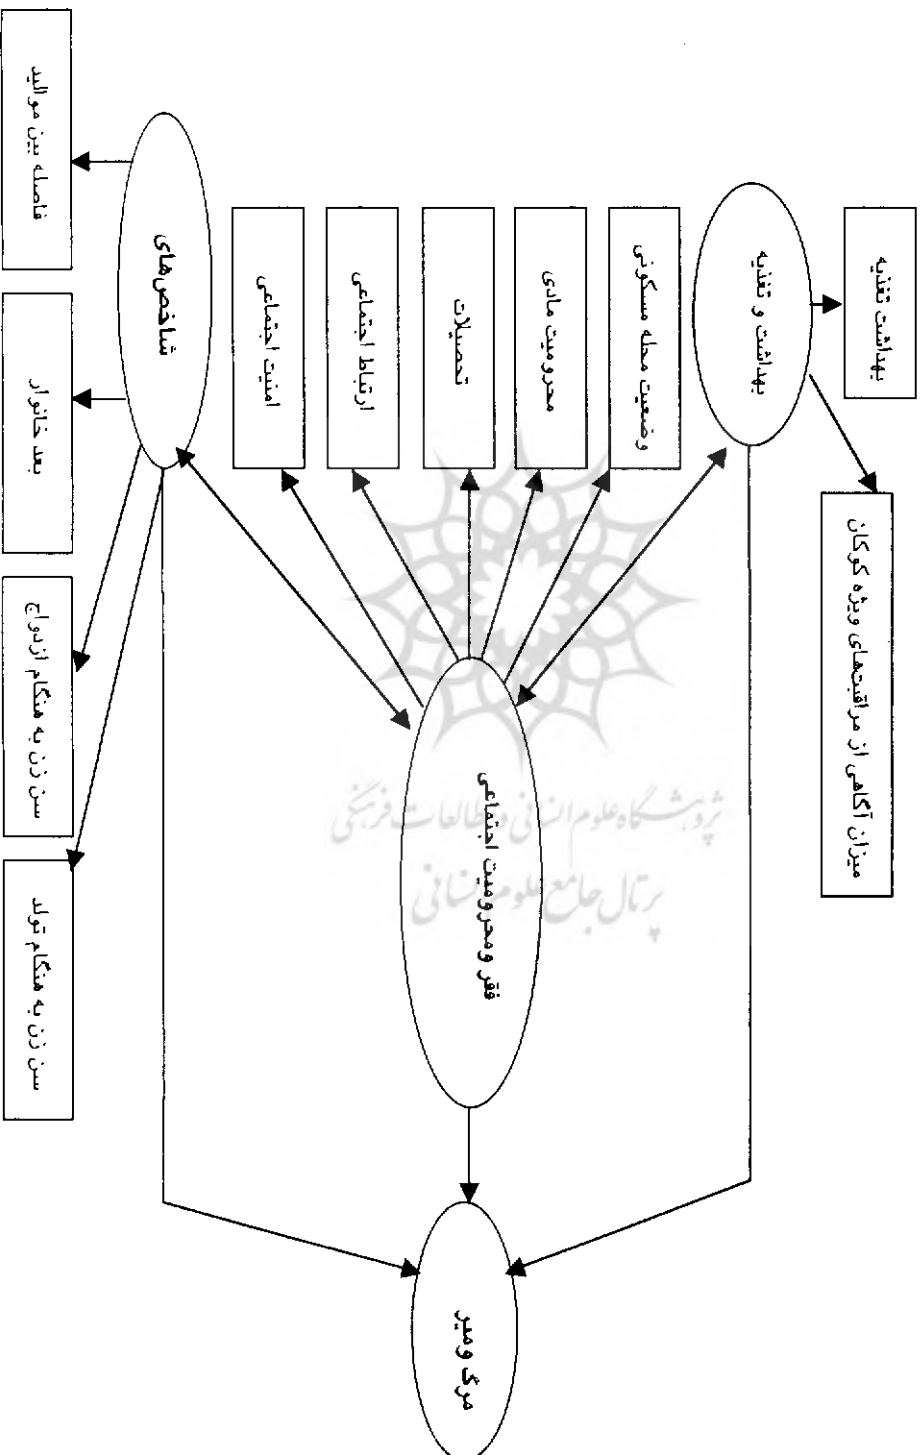 بهداشت تغذیه
میزان آگاهی از مراقبت‌های ویژه کودکان
بهداشت و تغذیه
وضعیت محله مسکونی
محرومیت مادی
تحصیلات
ارتباط اجتماعی
امنیت اجتماعی
فقر و محرومیت اجتماعی
مرگ و میر
شاخص‌های
فاصله بین موالید
بعد خانوار
سن زن به هنگام ازدواج
سن زن به هنگام تولد
پژوهشگاه علوم انسانی و مطالعات فرهنگی
پرتال جامع علوم انسانی